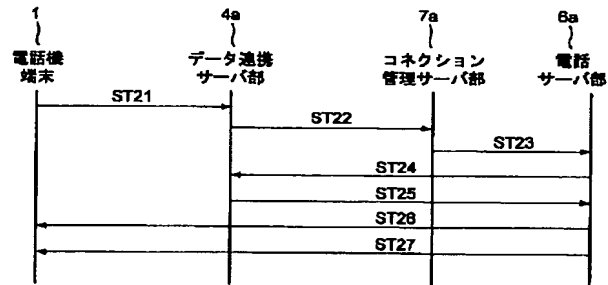 1
4a
7a
6a
電話機
端末
データ連携
サーバ部
コネクション
管理サーバ部
電話
サーバ部
ST21
ST22
ST23
ST24
ST25
ST26
ST27